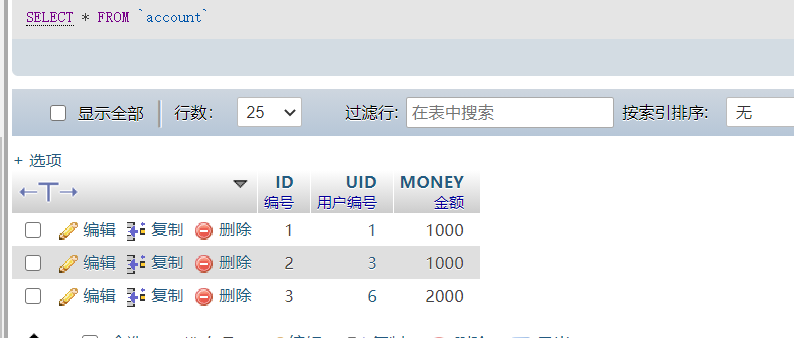 SELECT * FROM `account`
显示全部 行数： 25 过滤行: 在表中搜索 按索引排序: 无
+ 选项
←T→ ID UID MONEY
编号 用户编号 金额
编辑 复制 删除 1 1 1000
编辑 复制 删除 2 3 1000
编辑 复制 删除 3 6 2000